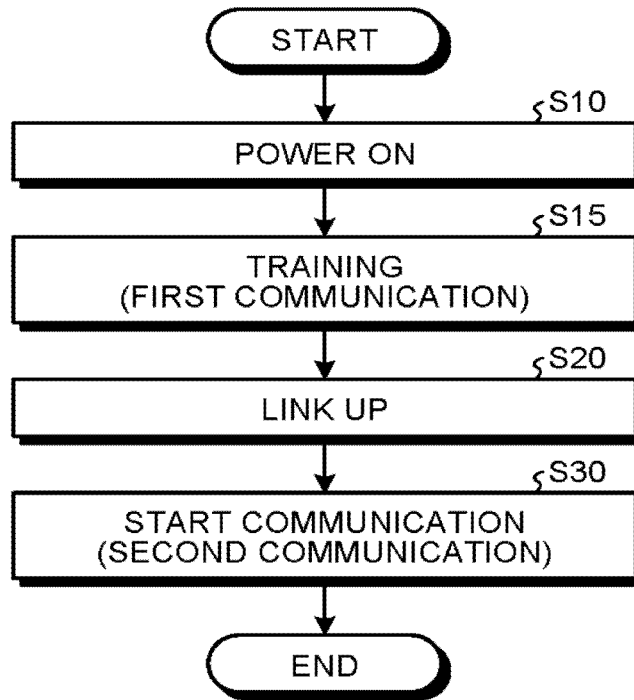 START
S10
POWER ON
S15
TRAINING
(FIRST COMMUNICATION)
S20
LINK UP
S30
START COMMUNICATION
(SECOND COMMUNICATION)
END